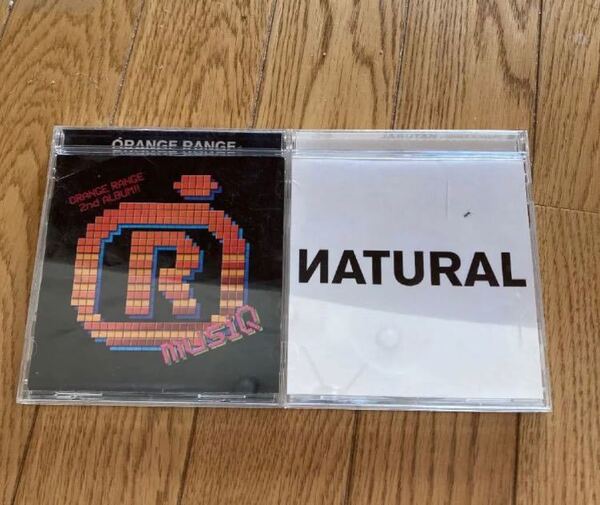 ORANGE RANGE
ORANGE RANGE
2nd ALBUM!!
R
musiQ
ИATURAL